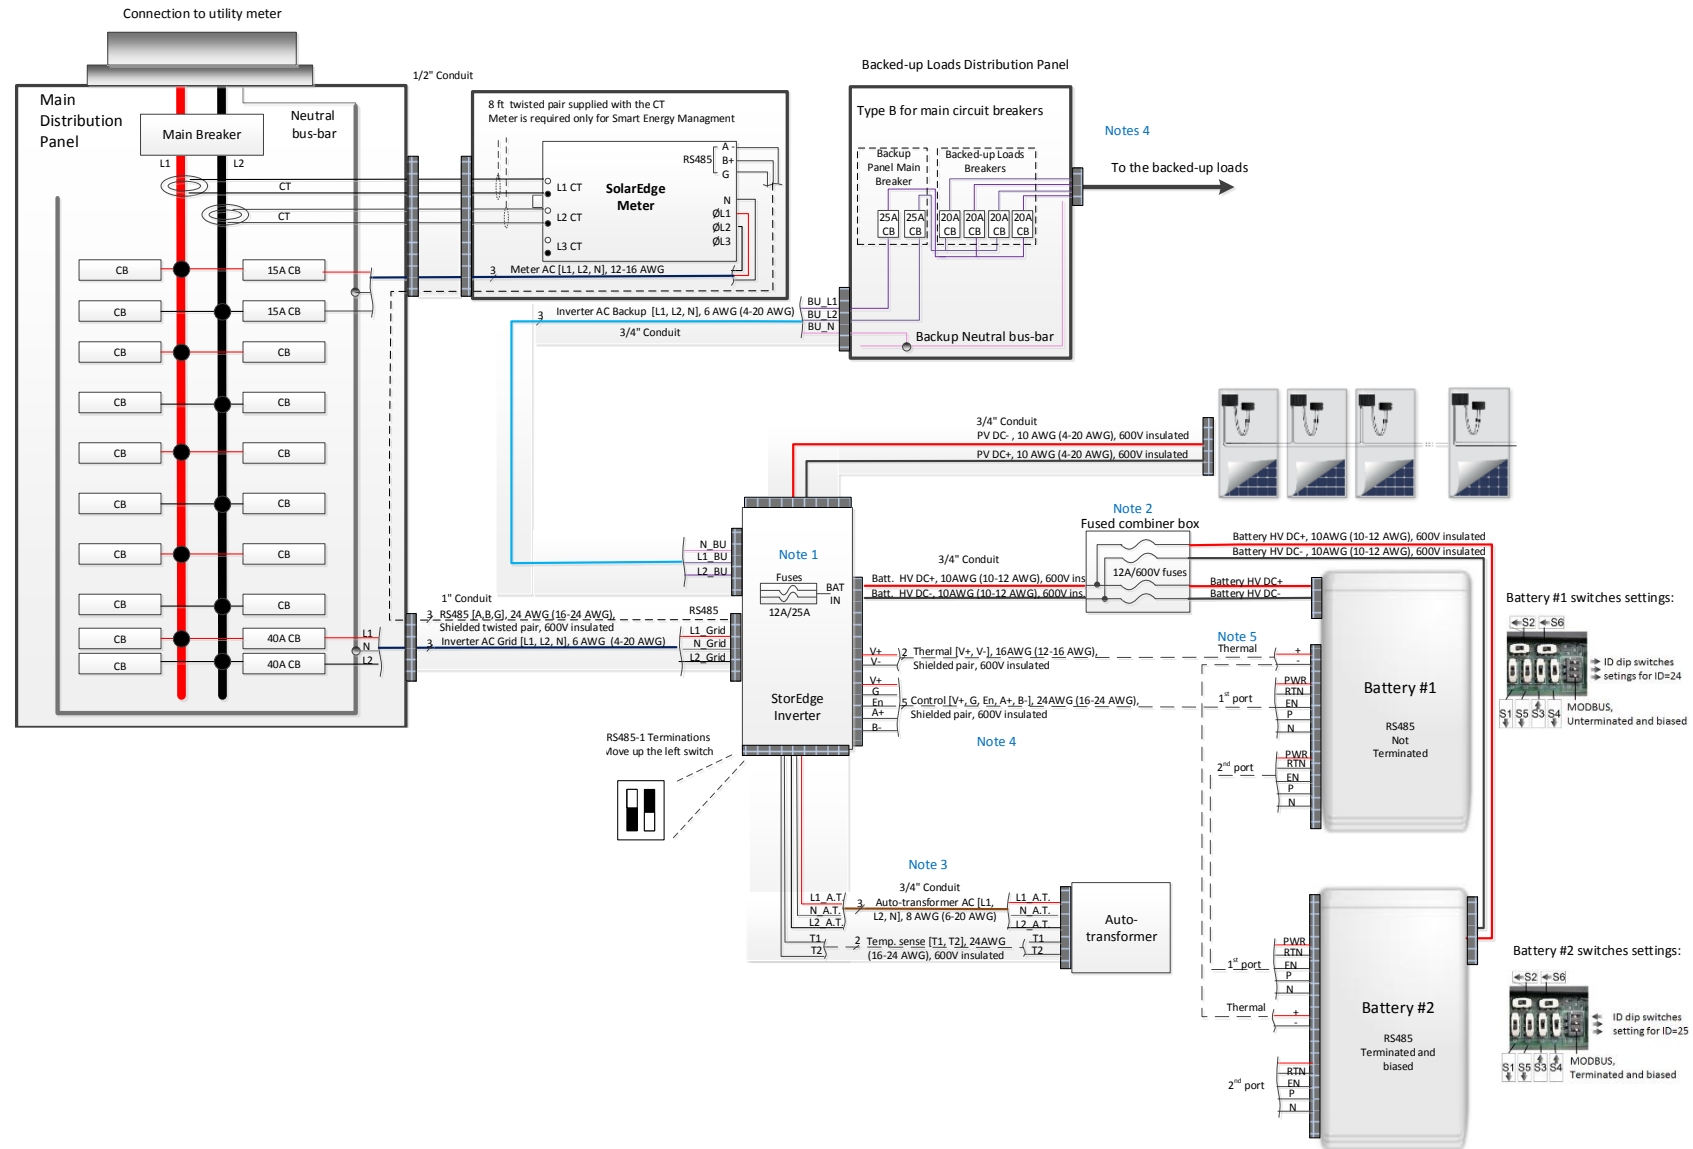 Connection to utility meter
Main
Distribution
Panel
Neutral
bus-bar
Main Breaker
L1
L2
CT
CT
CB
15A CB
CB
15A CB
CB
CB
CB
CB
CB
CB
CB
CB
CB
CB
CB
CB
CB
40A CB
CB
40A CB
L1
N
L2
1/2" Conduit
8 ft twisted pair supplied with the CT
Meter is required only for Smart Energy Managment
SolarEdge
Meter
L1 CT
L2 CT
L3 CT
RS485
A -
B+
G
N
ØL1
ØL2
ØL3
3
Meter AC [L1, L2, N], 12-16 AWG
Backed-up Loads Distribution Panel
Type B for main circuit breakers
Backup
Panel Main
Breaker
Backed-up Loads
Breakers
25A
CB
25A
CB
20A
CB
20A
CB
20A
CB
20A
CB
Notes 4
To the backed-up loads
BU_L1
BU_L2
BU_N
Backup Neutral bus-bar
3
Inverter AC Backup [L1, L2, N], 6 AWG (4-20 AWG)
3/4" Conduit
3/4" Conduit
PV DC- , 10 AWG (4-20 AWG), 600V insulated
PV DC+, 10 AWG (4-20 AWG), 600V insulated
N_BU
L1_BU
L2_BU
Note 1
Fuses
BAT
IN
12A/25A
StorEdge
Inverter
1" Conduit
3 RS485 [A,B,G], 24 AWG (16-24 AWG),
Shielded twisted pair, 600V insulated
3 Inverter AC Grid [L1, L2, N], 6 AWG (4-20 AWG)
RS485
L1_Grid
N_Grid
L2_Grid
Note 2
Fused combiner box
12A/600V fuses
3/4" Conduit
Batt. HV DC+, 10AWG (10-12 AWG), 600V ins
Batt. HV DC-, 10AWG (10-12 AWG), 600V ins.
Battery HV DC+, 10AWG (10-12 AWG), 600V insulated
Battery HV DC- , 10AWG (10-12 AWG), 600V insulated
Battery HV DC+
Battery HV DC-
V+
V-
2 Thermal [V+, V-], 16AWG (12-16 AWG),
Shielded pair, 600V insulated
V+
G
En
A+
B-
5 Control [V+, G, En, A+, B-], 24AWG (16-24 AWG),
Shielded pair, 600V insulated
Note 4
Note 5
Thermal
+
-
1st port
PWR
RTN
EN
P
N
2nd port
PWR
RTN
EN
P
N
Battery #1
RS485
Not
Terminated
Battery #1 switches settings:
S2
S6
ID dip switches
setings for ID=24
S1
S5
S3
S4
MODBUS,
Unterminated and biased
RS485-1 Terminations
Move up the left switch
Note 3
3/4" Conduit
L1_A.T.
N_A.T.
L2_A.T.
3
Auto-transformer AC [L1,
L2, N], 8 AWG (6-20 AWG)
L1_A.T.
N_A.T.
L2_A.T.
T1
T2
2 Temp. sense [T1, T2], 24AWG
(16-24 AWG), 600V insulated
T1
T2
Auto-
transformer
1st port
PWR
RTN
EN
P
N
Thermal
+
-
2nd port
RTN
EN
P
N
Battery #2
RS485
Terminated and
biased
Battery #2 switches settings:
S2
S6
ID dip switches
setting for ID=25
S1
S5
S3
S4
MODBUS,
Terminated and biased